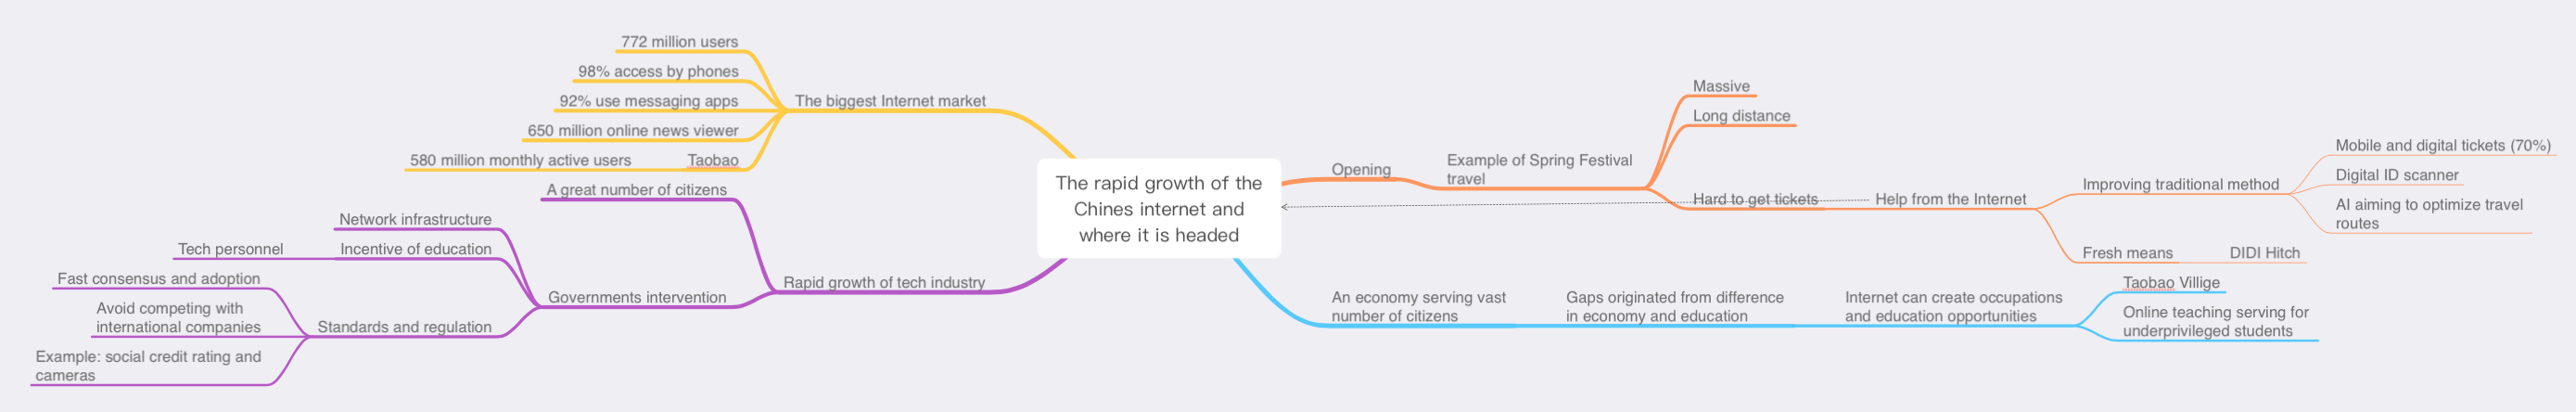 The rapid growth of the
Chines internet and
where it is headed
Opening
Example of Spring Festival
travel
Massive
Long distance
Hard to get tickets
Help from the Internet
Improving traditional method
Mobile and digital tickets (70%)
Digital ID scanner
AI aiming to optimize travel
routes
Fresh means
DIDI Hitch
An economy serving vast
number of citizens
Gaps originated from difference
in economy and education
Internet can create occupations
and education opportunities
Taobao Villige
Online teaching serving for
underprivileged students
The biggest Internet market
772 million users
98% access by phones
92% use messaging apps
650 million online news viewer
Taobao
580 million monthly active users
Rapid growth of tech industry
A great number of citizens
Governments intervention
Network infrastructure
Incentive of education
Tech personnel
Standards and regulation
Fast consensus and adoption
Avoid competing with
international companies
Example: social credit rating and
cameras